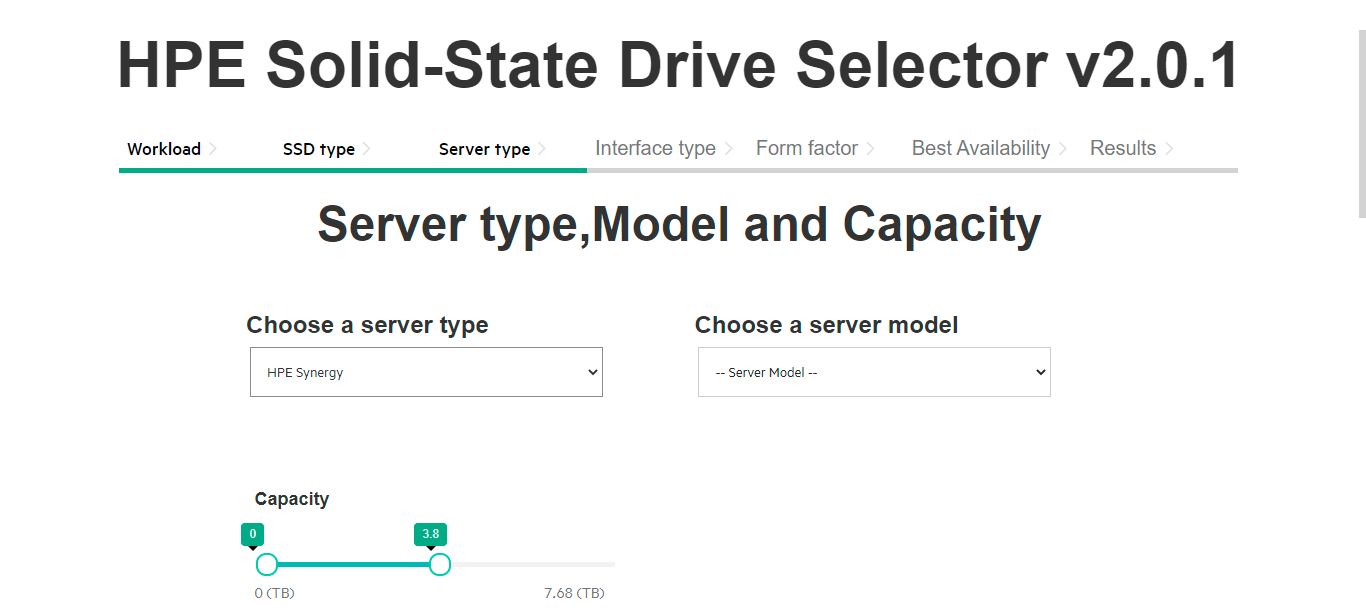 HPE Solid-State Drive Selector v2.0.1
Workload SSD type Server type Interface type Form factor Best Availability Results
Server type,Model and Capacity
Choose a server type Choose a server model
HPE Synergy -- Server Model --
Capacity
0 3.8
0 (TB) 7.68 (TB)